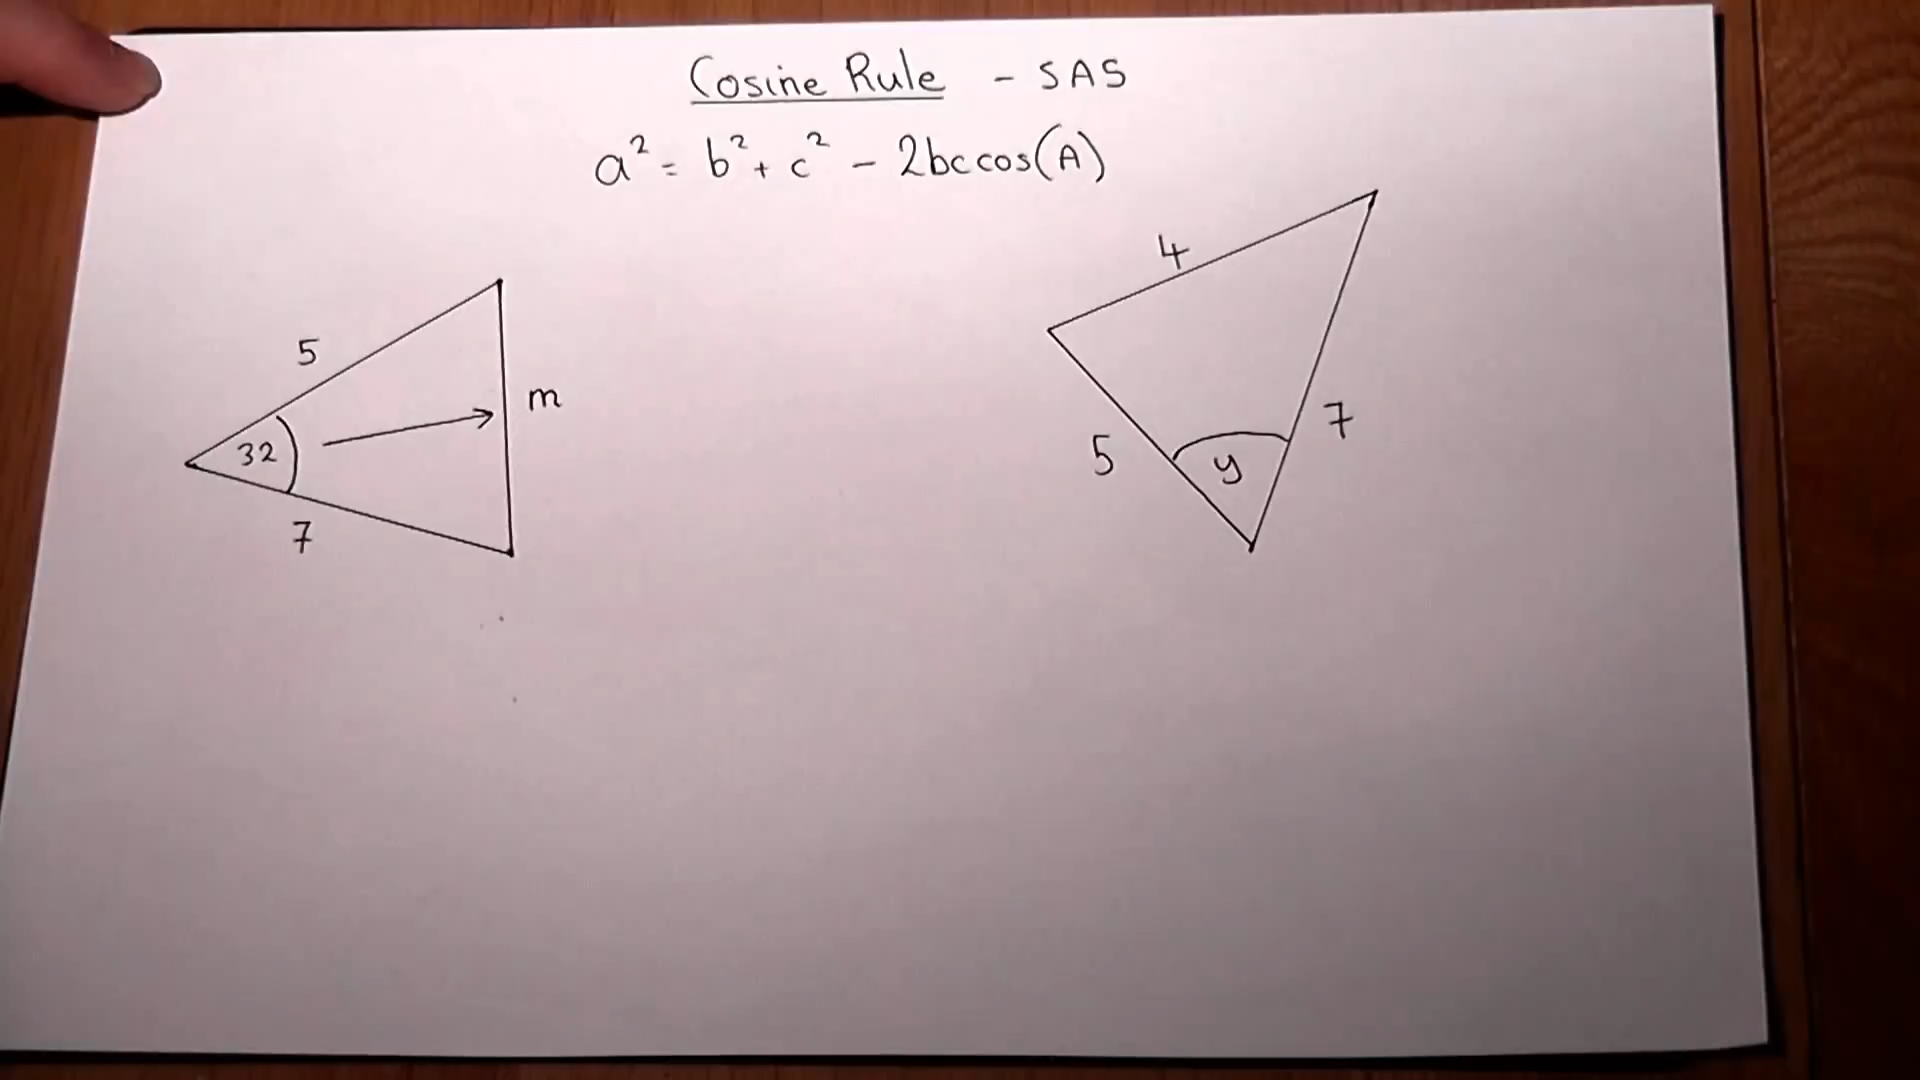 Cosine Rule - SAS
a² = b² + c² - 2bccos(A)
5
32
m
7
4
5
y
7